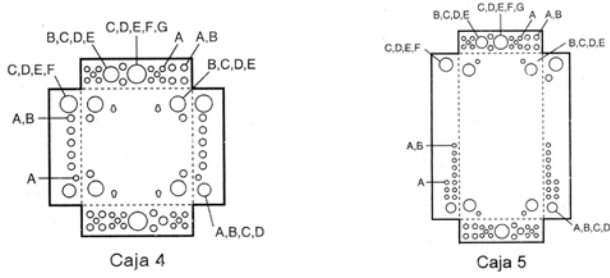 C,D,E,F,G
B,C,D,E
A
A,B
C,D,E,F
B,C,D,E
A,B
A
A,B,C,D
Caja 4
C,D,E,F,G
B,C,D,E
A
A,B
C,D,E,F
B,C,D,E
A,B
A
A,B,C,D
Caja 5